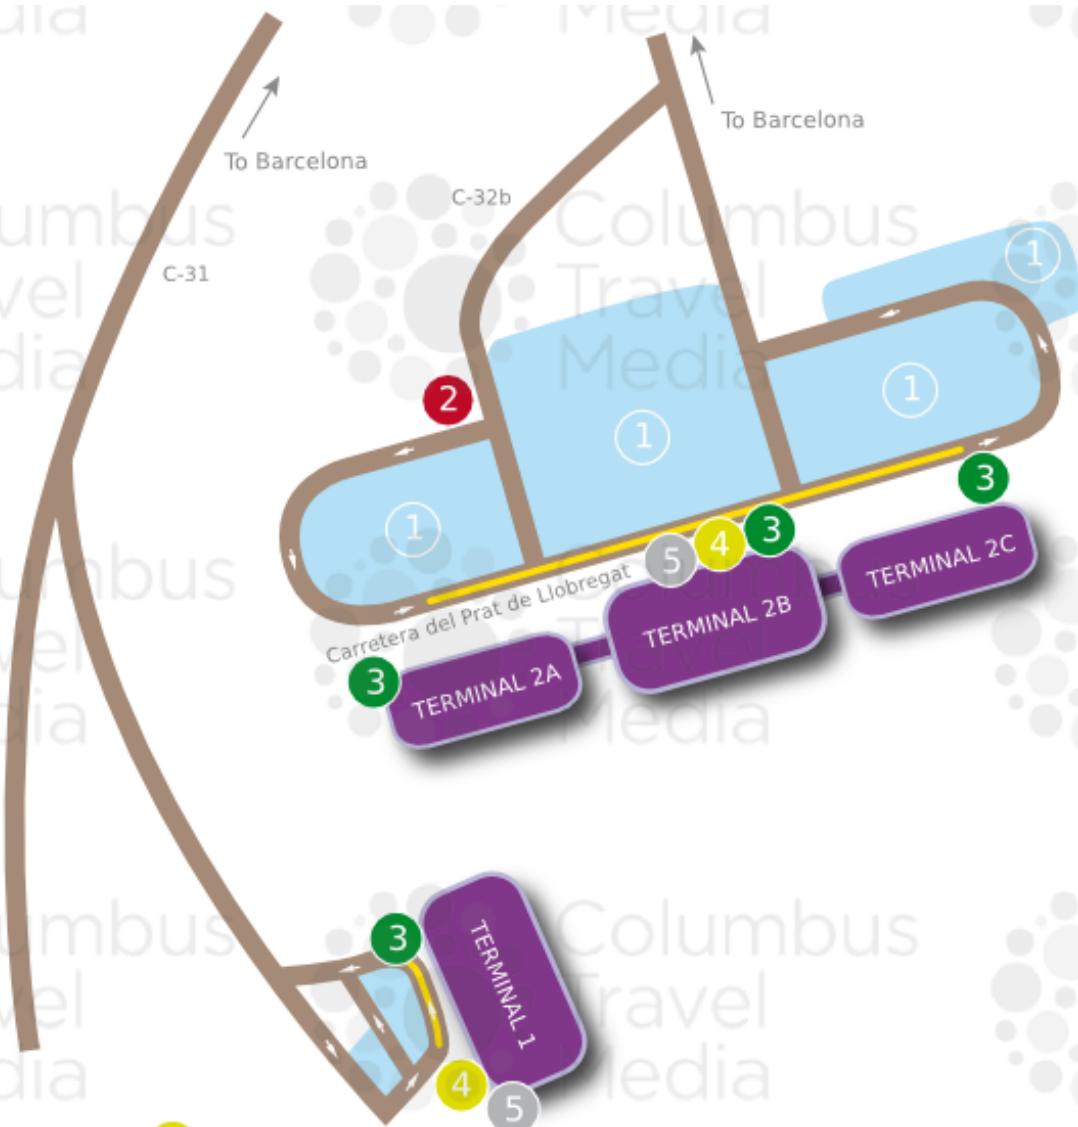 To Barcelona
To Barcelona
C-32b
C-31
1
1
2
1
1
3
3
4
5
TERMINAL 2C
TERMINAL 2B
Carretera del Prat de Llobregat
3
TERMINAL 2A
3
TERMINAL 1
4
5
Columbus
Travel
Media